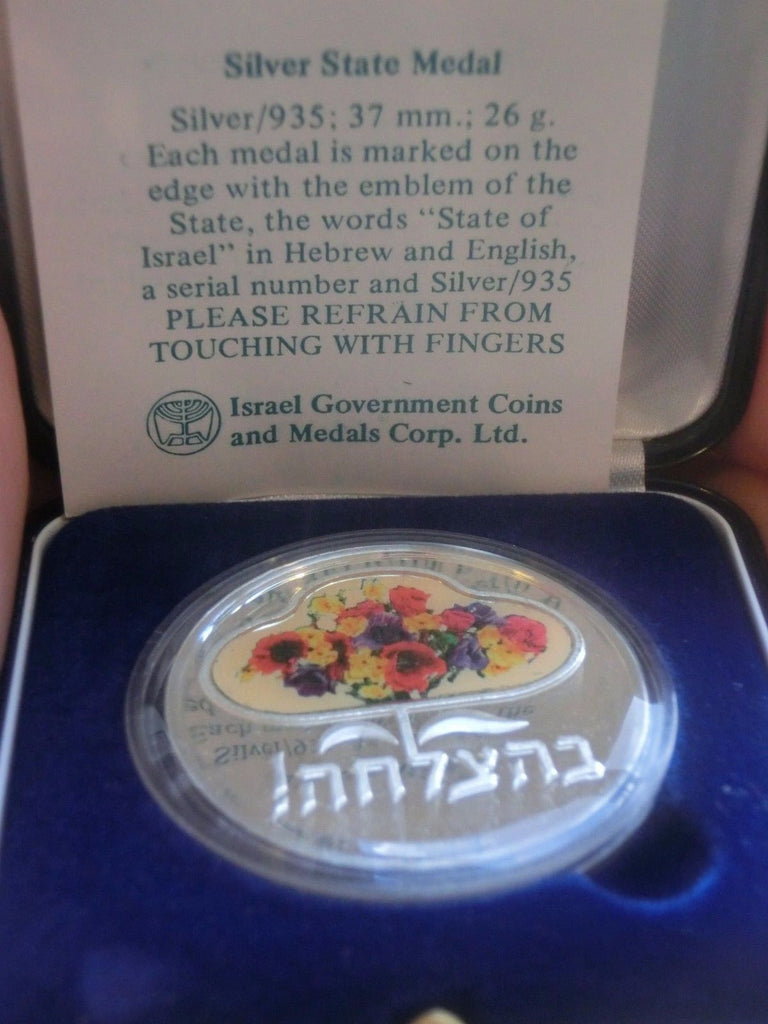 Silver State Medal
Silver/935; 37 mm.; 26 g.
Each medal is marked on the
edge with the emblem of the
State, the words “State of
Israel” in Hebrew and English,
a serial number and Silver/935
PLEASE REFRAIN FROM
TOUCHING WITH FINGERS
Israel Government Coins
and Medals Corp. Ltd.
בהצלחה!